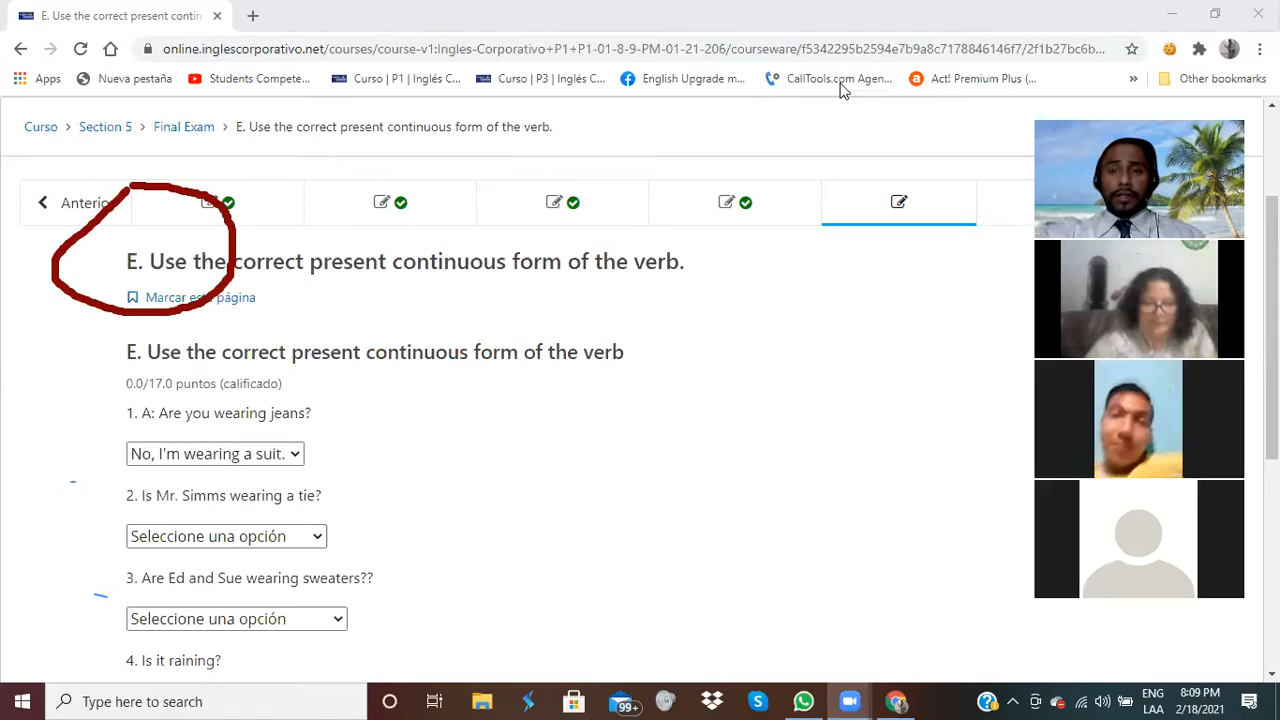 E. Use the correct present contin
online.inglescorporativo.net/courses/course-v1:Ingles-Corporativo+P1+P1-01-8-9-PM-01-21-206/courseware/f5342295b2594e7b9a8c7178846146f7/2f1b27bc6b...
Apps Nueva pestaña Students Compete... Curso | P1 | Inglés C... Curso | P3 | Inglés C... English Upgrade m... CallTools.com Agen... Act! Premium Plus (... » Other bookmarks
Curso > Section 5 > Final Exam > E. Use the correct present continuous form of the verb.
Anterio
E. Use the correct present continuous form of the verb.
Marcar esta página
E. Use the correct present continuous form of the verb
0.0/17.0 puntos (calificado)
1. A: Are you wearing jeans?
No, I'm wearing a suit.
2. Is Mr. Simms wearing a tie?
Seleccione una opción
3. Are Ed and Sue wearing sweaters??
Seleccione una opción
4. Is it raining?
Type here to search
99+
ENG
8:09 PM
LAA
2/18/2021